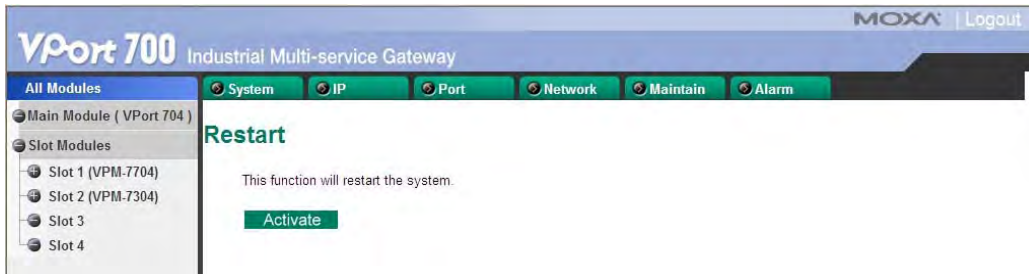 MOXA | Logout
VPort 700 Industrial Multi-service Gateway
All Modules
System IP Port Network Maintain Alarm
Main Module ( VPort 704 )
Slot Modules
Slot 1 (VPM-7704)
Slot 2 (VPM-7304)
Slot 3
Slot 4
Restart
This function will restart the system.
Activate